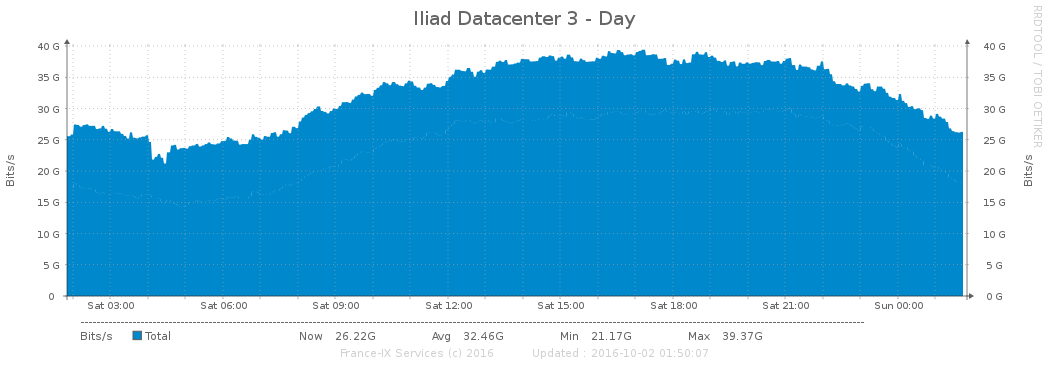 Iliad Datacenter 3 - Day
RRDTOOL / TOBI OETIKER
Bits/s
40 G
35 G
30 G
25 G
20 G
15 G
10 G
5 G
0
40 G
35 G
30 G
25 G
20 G
15 G
10 G
5 G
0 G
Bits/s
Sat 03:00 Sat 06:00 Sat 09:00 Sat 12:00 Sat 15:00 Sat 18:00 Sat 21:00 Sun 00:00
Bits/s Total Now 26.22G Avg 32.46G Min 21.17G Max 39.37G
France-IX Services (c) 2016 Updated : 2016-10-02 01:50:07